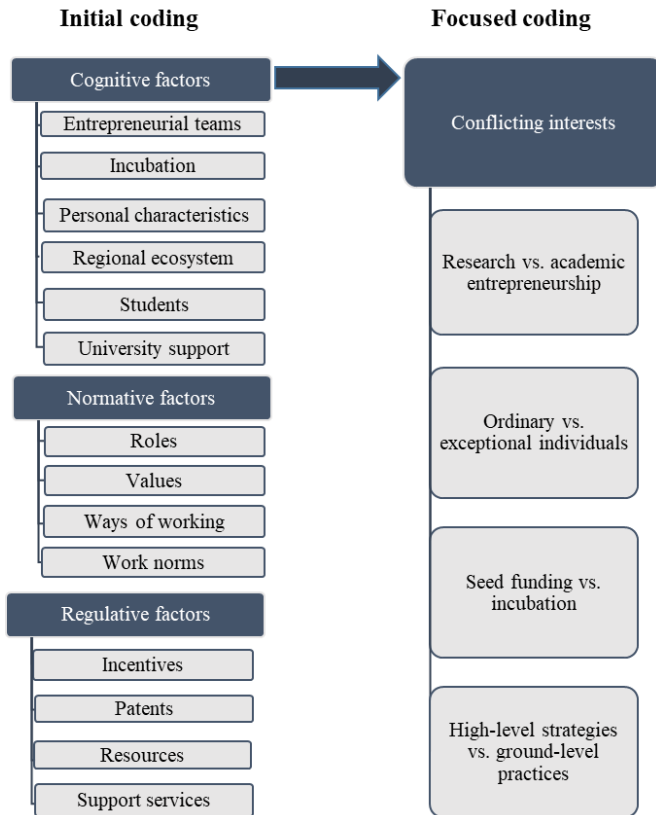 Initial coding
Cognitive factors
Entrepreneurial teams
Incubation
Personal characteristics
Regional ecosystem
Students
University support
Normative factors
Roles
Values
Ways of working
Work norms
Regulative factors
Incentives
Patents
Resources
Support services
Focused coding
Conflicting interests
Research vs. academic
entrepreneurship
Ordinary vs.
exceptional individuals
Seed funding vs.
incubation
High-level strategies
vs. ground-level
practices